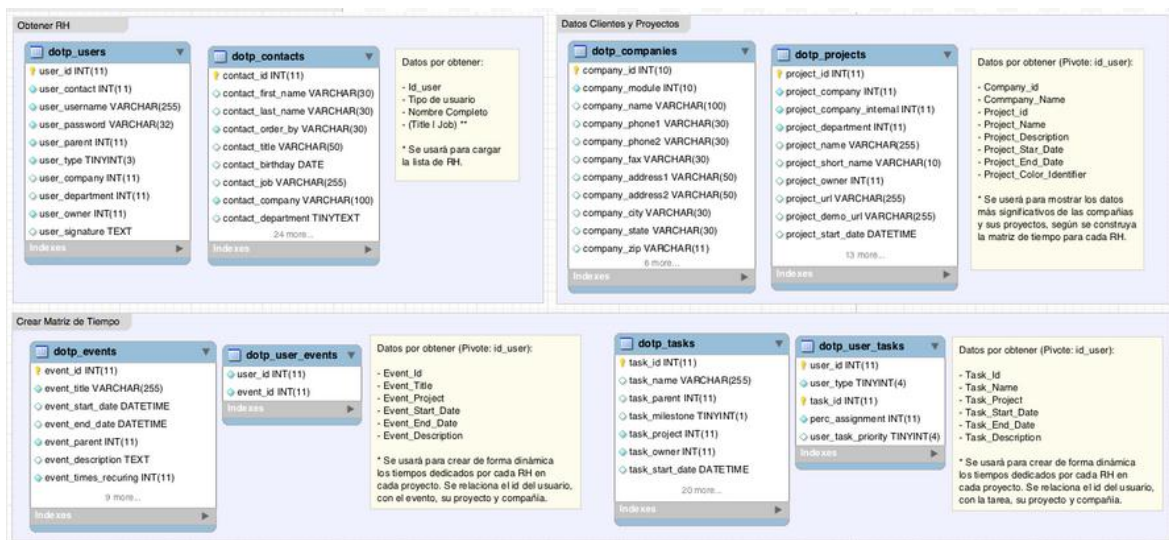 Obtener RH
dotp_users
user_id INT(11)
user_contact INT(11)
user_username VARCHAR(255)
user_password VARCHAR(32)
user_parent INT(11)
user_type TINYINT(3)
user_company INT(11)
user_department INT(11)
user_owner INT(11)
user_signature TEXT
Indexes
dotp_contacts
contact_id INT(11)
contact_first_name VARCHAR(30)
contact_last_name VARCHAR(30)
contact_order_by VARCHAR(30)
contact_title VARCHAR(50)
contact_birthday DATE
contact_job VARCHAR(255)
contact_company VARCHAR(100)
contact_department TINYTEXT
24 more...
Indexes
Datos por obtener:
- Id_user
- Tipo de usuario
- Nombre Completo
- (Title | Job) **
* Se usará para cargar
la lista de RH.
Datos Clientes y Proyectos
dotp_companies
company_id INT(10)
company_module INT(10)
company_name VARCHAR(100)
company_phone1 VARCHAR(30)
company_phone2 VARCHAR(30)
company_fax VARCHAR(30)
company_address1 VARCHAR(50)
company_address2 VARCHAR(50)
company_city VARCHAR(30)
company_state VARCHAR(30)
company_zip VARCHAR(11)
6 more...
Indexes
dotp_projects
project_id INT(11)
project_company INT(11)
project_company_internal INT(11)
project_department INT(11)
project_name VARCHAR(255)
project_short_name VARCHAR(10)
project_owner INT(11)
project_url VARCHAR(255)
project_demo_url VARCHAR(255)
project_start_date DATETIME
13 more...
Indexes
Datos por obtener (Pivote: id_user):
- Company_id
- Commpany_Name
- Project_id
- Project_Name
- Project_Description
- Project_Star_Date
- Project_End_Date
- Project_Color_Identifier
* Se userá para mostrar los datos
más significativos de las compañias
y sus proyectos, según se construya
la matriz de tiempo para cada RH.
Crear Matriz de Tiempo
dotp_events
event_id INT(11)
event_title VARCHAR(255)
event_start_date DATETIME
event_end_date DATETIME
event_parent INT(11)
event_description TEXT
event_times_recuring INT(11)
9 more...
Indexes
dotp_user_events
user_id INT(11)
event_id INT(11)
Indexes
Datos por obtener (Pivote: id_user):
- Event_Id
- Event_Title
- Event_Project
- Event_Start_Date
- Event_End_Date
- Event_Description
* Se usará para crear de forma dinámica
los tiempos dedicados por cada RH en
cada proyecto. Se relaciona el id del usuario,
con el evento, su proyecto y compañia.
dotp_tasks
task_id INT(11)
task_name VARCHAR(255)
task_parent INT(11)
task_milestone TINYINT(1)
task_project INT(11)
task_owner INT(11)
task_start_date DATETIME
20 more...
Indexes
dotp_user_tasks
user_id INT(11)
user_type TINYINT(4)
task_id INT(11)
perc_assignment INT(11)
user_task_priority TINYINT(4)
Indexes
Datos por obtener (Pivote: id_user):
- Task_Id
- Task_Name
- Task_Project
- Task_Start_Date
- Task_End_Date
- Task_Description
* Se usará para crear de forma dinámica
los tiempos dedicados por cada RH en
cada proyecto. Se relaciona el id del usuario,
con la tarea, su proyecto y compañia.